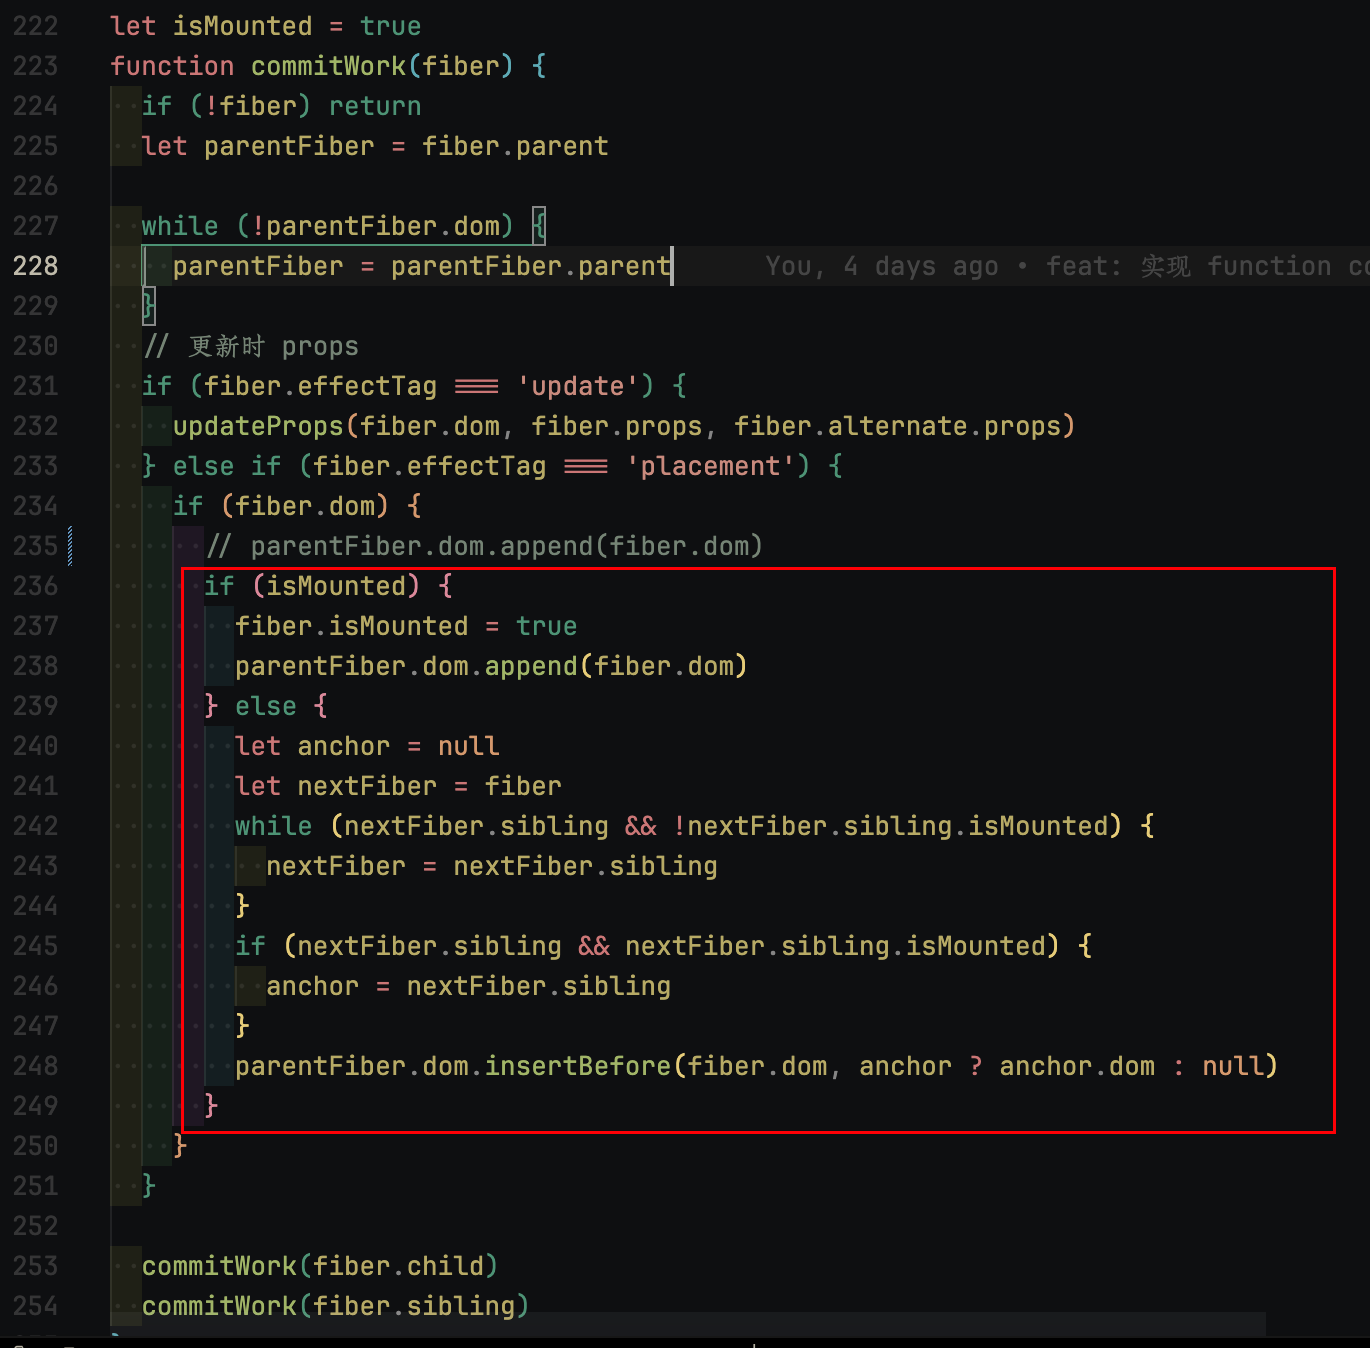 222 let isMounted = true
223 function commitWork(fiber) {
224 if (!fiber) return
225 let parentFiber = fiber.parent
226
227 while (!parentFiber.dom) {
228 parentFiber = parentFiber.parent You, 4 days ago • feat: 实现 function co
229 }
230 // 更新时 props
231 if (fiber.effectTag === 'update') {
232 updateProps(fiber.dom, fiber.props, fiber.alternate.props)
233 } else if (fiber.effectTag === 'placement') {
234 if (fiber.dom) {
235 // parentFiber.dom.append(fiber.dom)
236 if (isMounted) {
237 fiber.isMounted = true
238 parentFiber.dom.append(fiber.dom)
239 } else {
240 let anchor = null
241 let nextFiber = fiber
242 while (nextFiber.sibling && !nextFiber.sibling.isMounted) {
243 nextFiber = nextFiber.sibling
244 }
245 if (nextFiber.sibling && nextFiber.sibling.isMounted) {
246 anchor = nextFiber.sibling
247 }
248 parentFiber.dom.insertBefore(fiber.dom, anchor ? anchor.dom : null)
249 }
250 }
251 }
252
253 commitWork(fiber.child)
254 commitWork(fiber.sibling)